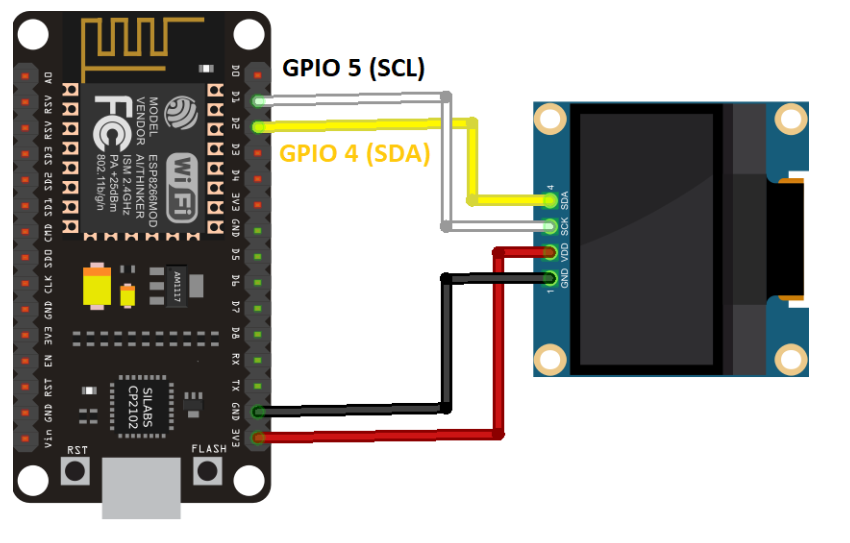 GPIO 5 (SCL)
GPIO 4 (SDA)
A0
RSV
RSV
SD3
SD2
SD1
CMD
SD0
CLK
GND
3V3
EN
RST
GND
Vin
D0
D1
D2
D3
D4
3V3
GND
D5
D6
D7
D8
RX
TX
GND
3V3
MODEL
VENDOR
ESP8266MOD
AI/THINKER
ISM 2.4GHz
PA +25dBm
802.11b/g/n
FC
WiFi
AM1117
SILABS
CP2102
RST
FLASH
4
SDA
SCK
VDD
GND
1